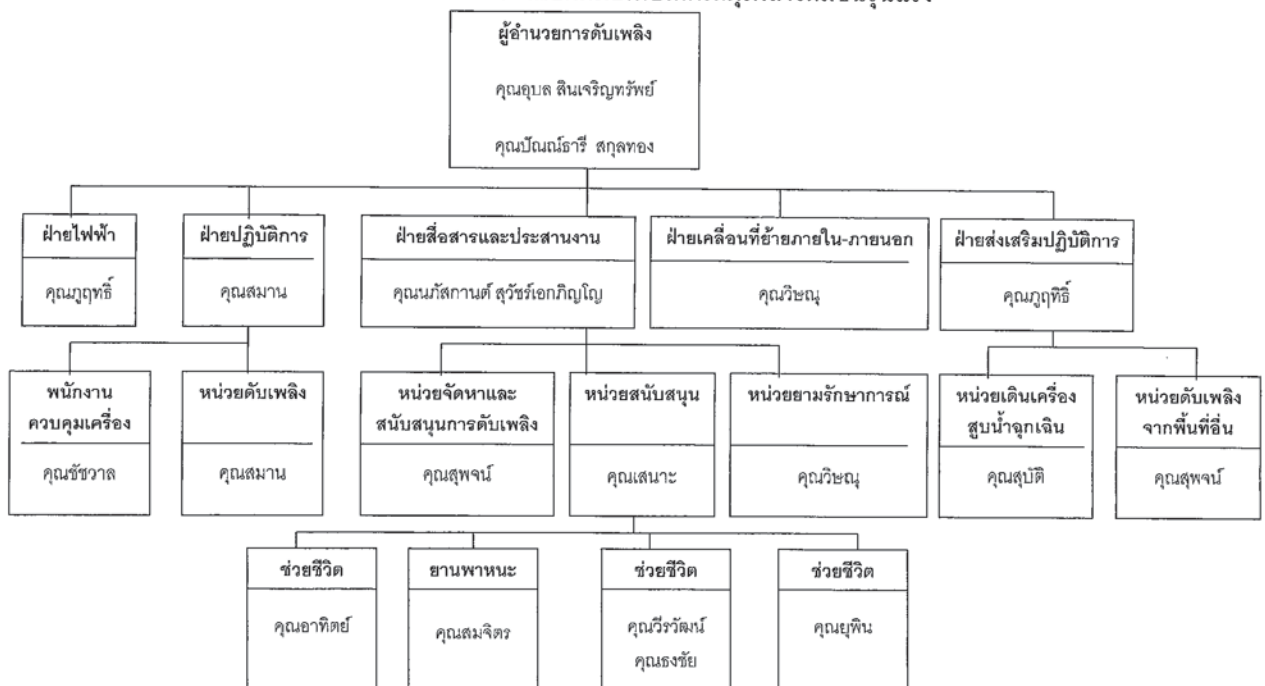 ผู้อำนวยการดับเพลิง
คุณอุบล สินเจริญทรัพย์
คุณปัณณ์ธารี สกุลทอง
ฝ่ายไฟฟ้า
คุณภูฤทธิ์
ฝ่ายปฏิบัติการ
คุณสมาน
ฝ่ายสื่อสารและประสานงาน
คุณนภัสกานต์ สุวัชร์เอกภิญโญ
ฝ่ายเคลื่อนที่ย้ายภายใน-ภายนอก
คุณวิษณุ
ฝ่ายส่งเสริมปฏิบัติการ
คุณภูฤทิธิ์
พนักงาน
ควบคุมเครื่อง
คุณชัชวาล
หน่วยดับเพลิง
คุณสมาน
หน่วยจัดหาและ
สนับสนุนการดับเพลิง
คุณสุพจน์
หน่วยสนับสนุน
คุณเสนาะ
หน่วยยามรักษาการณ์
คุณวิษณุ
หน่วยเดินเครื่อง
สูบน้ำฉุกเฉิน
คุณสุบัติ
หน่วยดับเพลิง
จากพื้นที่อื่น
คุณสุพจน์
ช่วยชีวิต
คุณอาทิตย์
ยานพาหนะ
คุณสมจิตร
ช่วยชีวิต
คุณวีรวัฒน์
คุณธงชัย
ช่วยชีวิต
คุณยุพิน